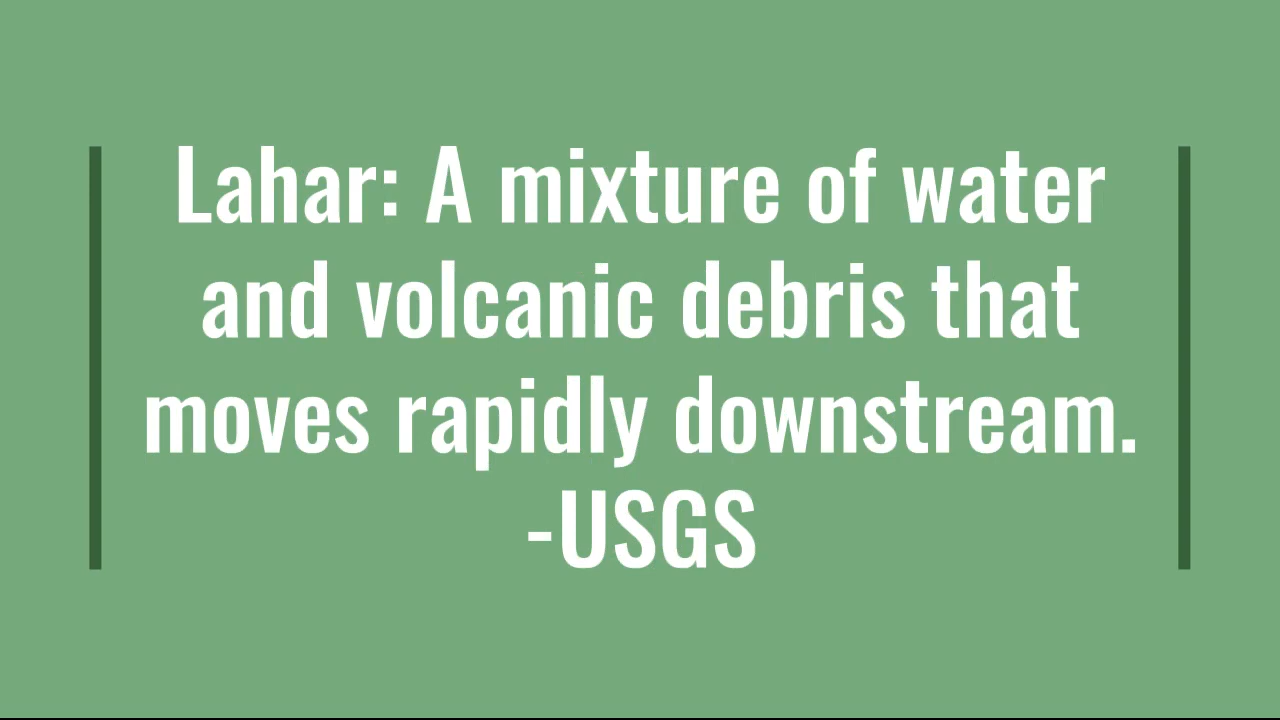 Lahar: A mixture of water
and volcanic debris that
moves rapidly downstream.
-USGS